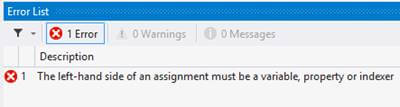 Error List
1 Error 0 Warnings 0 Messages
Description
1 The left-hand side of an assignment must be a variable, property or indexer